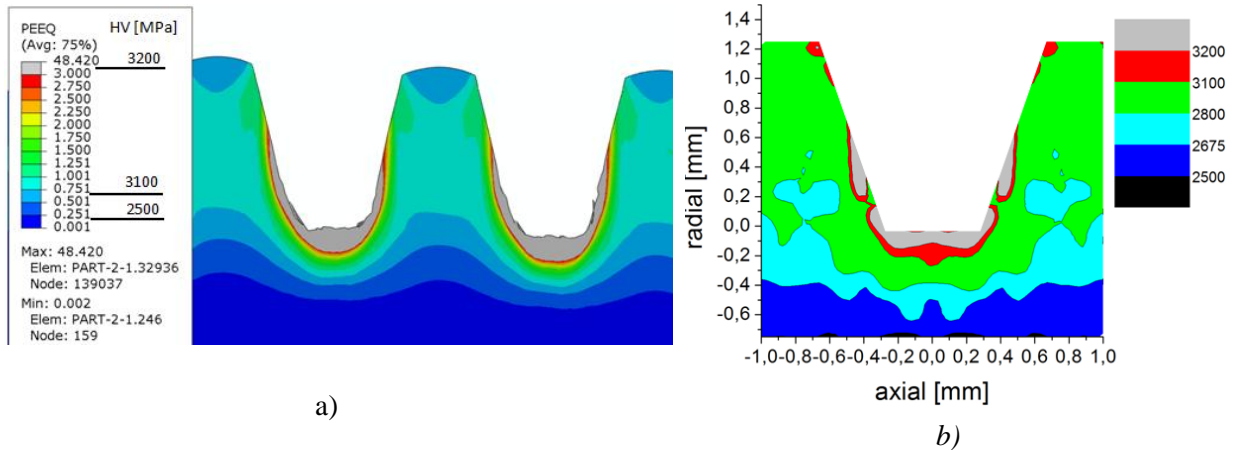 PEEQ HV [MPa]
(Avg: 75%)
48.420 3200
3.000
2.750
2.500
2.250
2.000
1.750
1.500
1.251
1.001
0.751 3100
0.501
0.251 2500
0.001
Max: 48.420
Elem: PART-2-1.32936
Node: 139037
Min: 0.002
Elem: PART-2-1.246
Node: 159
a)
radial [mm]
1,4
1,2
1,0
0,8
0,6
0,4
0,2
0,0
-0,2
-0,4
-0,6
-1,0 -0,8 -0,6 -0,4 -0,2 0,0 0,2 0,4 0,6 0,8 1,0
axial [mm]
3200
3100
2800
2675
2500
b)